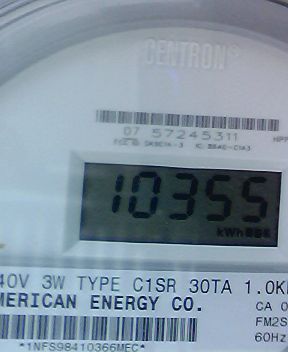 CENTRON®
07 57245311
10355
kWh
40V 3W TYPE C1SR 30TA 1.0K
MERICAN ENERGY CO.
CA 0
FM2S
60Hz
*1NFS98410366MEC*